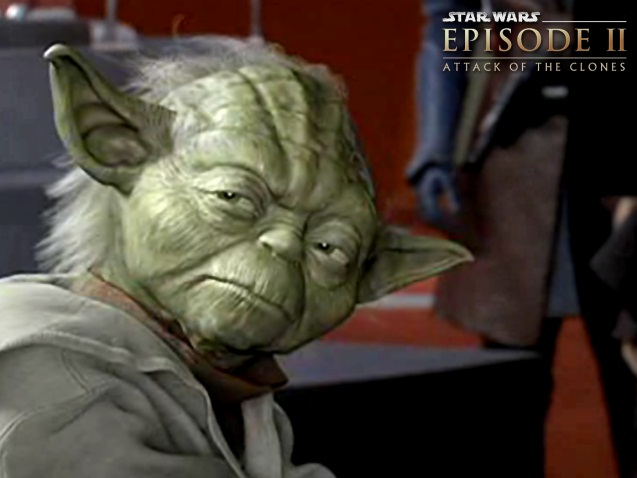 STAR WARS
EPISODE II
ATTACK OF THE CLONES